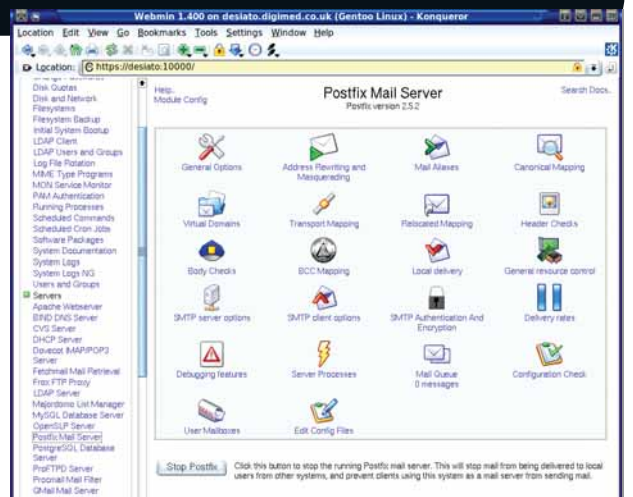 Webmin 1.400 on desiato.digimed.co.uk (Gentoo Linux) - Konqueror
Location Edit View Go Bookmarks Tools Settings Window Help
Location: https://desiato:10000/
Disk Quotas
Disk and Network
Filesystems
Filesystem Backup
Initial System Bootup
LDAP Client
LDAP Users and Groups
Log File Rotation
MIME Type Programs
MON Service Monitor
PAM Authentication
Running Processes
Scheduled Commands
Scheduled Cron Jobs
Software Packages
System Documentation
System Logs
System Logs NG
Users and Groups
Servers
Apache Webserver
BIND DNS Server
CVS Server
DHCP Server
Dovecot IMAP/POP3
Server
Fetchmail Mail Retrieval
Frox FTP Proxy
LDAP Server
Majordomo List Manager
MySQL Database Server
OpenSLP Server
Postfix Mail Server
PostgreSQL Database
Server
ProFTPD Server
Procmail Mail Filter
QMail Mail Server
Help..
Module Config
Postfix Mail Server
Postfix version 2.5.2
Search Docs..
General Options
Address Rewriting and
Masquerading
Mail Aliases
Canonical Mapping
Virtual Domains
Transport Mapping
Relocated Mapping
Header Checks
Body Checks
BCC Mapping
Local delivery
General resource control
SMTP server options
SMTP client options
SMTP Authentication And
Encryption
Delivery rates
Debugging features
Server Processes
Mail Queue
0 messages
Configuration Check
User Mailboxes
Edit Config Files
Stop Postfix
Click this button to stop the running Postfix mail server. This will stop mail from being delivered to local
users from other systems, and prevent clients using this system as a mail server from sending mail.